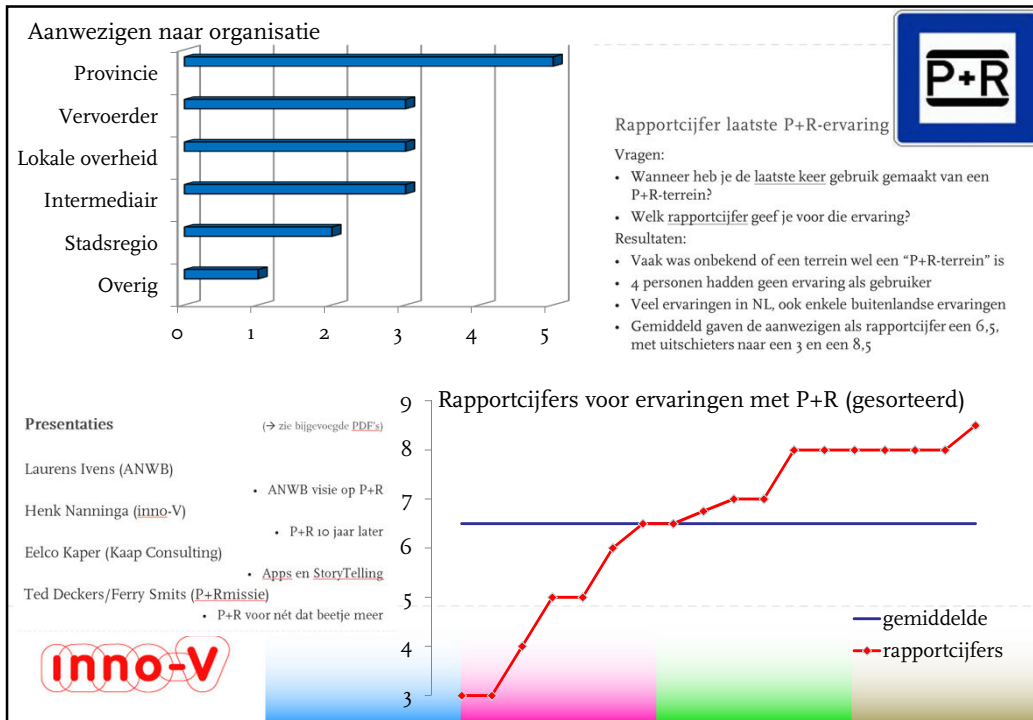 Aanwezigen naar organisatie
Provincie
Vervoerder
Lokale overheid
Intermediair
Stadsregio
Overig
0 1 2 3 4 5
P+R
Rapportcijfer laatste P+R-ervaring
Vragen:
• Wanneer heb je de laatste keer gebruik gemaakt van een
P+R-terrein?
• Welk rapportcijfer geef je voor die ervaring?
Resultaten:
• Vaak was onbekend of een terrein wel een “P+R-terrein” is
• 4 personen hadden geen ervaring als gebruiker
• Veel ervaringen in NL, ook enkele buitenlandse ervaringen
• Gemiddeld gaven de aanwezigen als rapportcijfer een 6,5,
met uitschieters naar een 3 en een 8,5
Presentaties (→ zie bijgevoegde PDF's)
Laurens Ivens (ANWB)
• ANWB visie op P+R
Henk Nanninga (inno-V)
• P+R 10 jaar later
Eelco Kaper (Kaap Consulting)
• Apps en StoryTelling
Ted Deckers/Ferry Smits (P+Rmissie)
• P+R voor nét dat beetje meer
inno-V
Rapportcijfers voor ervaringen met P+R (gesorteerd)
9
8
7
6
5
4
3
gemiddelde
rapportcijfers